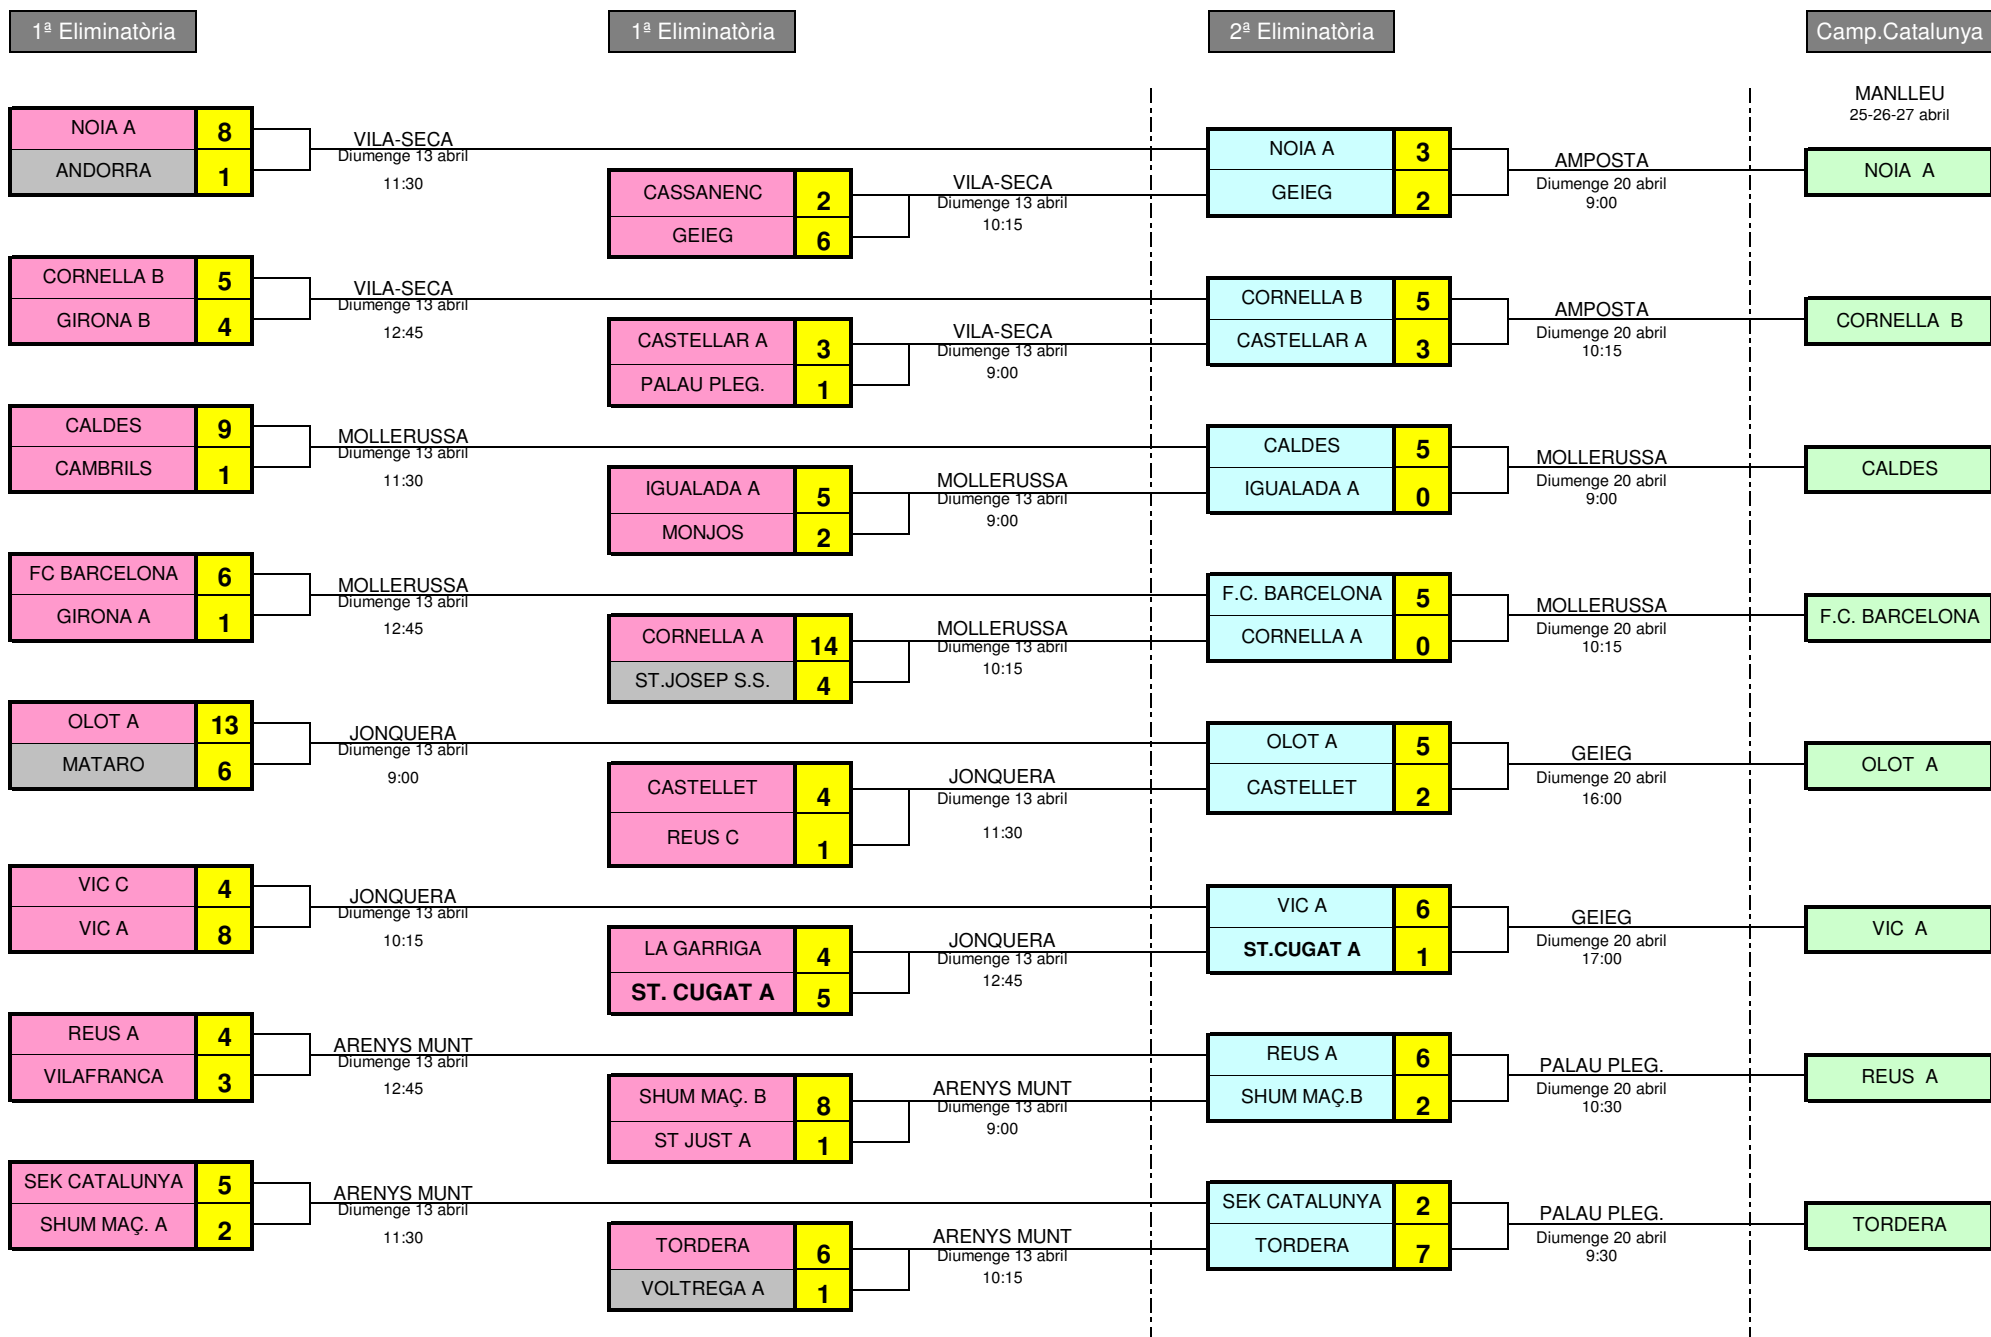 1ª Eliminatòria
1ª Eliminatòria
2ª Eliminatòria
Camp.Catalunya
MANLLEU
25-26-27 abril
NOIA A 8
ANDORRA 1
VILA-SECA
Diumenge 13 abril
11:30
CASSANENC 2
GEIEG 6
VILA-SECA
Diumenge 13 abril
10:15
NOIA A 3
GEIEG 2
AMPOSTA
Diumenge 20 abril
9:00
NOIA A
CORNELLA B 5
GIRONA B 4
VILA-SECA
Diumenge 13 abril
12:45
CASTELLAR A 3
PALAU PLEG. 1
VILA-SECA
Diumenge 13 abril
9:00
CORNELLA B 5
CASTELLAR A 3
AMPOSTA
Diumenge 20 abril
10:15
CORNELLA B
CALDES 9
CAMBRILS 1
MOLLERUSSA
Diumenge 13 abril
11:30
IGUALADA A 5
MONJOS 2
MOLLERUSSA
Diumenge 13 abril
9:00
CALDES 5
IGUALADA A 0
MOLLERUSSA
Diumenge 20 abril
9:00
CALDES
FC BARCELONA 6
GIRONA A 1
MOLLERUSSA
Diumenge 13 abril
12:45
CORNELLA A 14
ST.JOSEP S.S. 4
MOLLERUSSA
Diumenge 13 abril
10:15
F.C. BARCELONA 5
CORNELLA A 0
MOLLERUSSA
Diumenge 20 abril
10:15
F.C. BARCELONA
OLOT A 13
MATARO 6
JONQUERA
Diumenge 13 abril
9:00
CASTELLET 4
REUS C 1
JONQUERA
Diumenge 13 abril
11:30
OLOT A 5
CASTELLET 2
GEIEG
Diumenge 20 abril
16:00
OLOT A
VIC C 4
VIC A 8
JONQUERA
Diumenge 13 abril
10:15
LA GARRIGA 4
ST. CUGAT A 5
JONQUERA
Diumenge 13 abril
12:45
VIC A 6
ST.CUGAT A 1
GEIEG
Diumenge 20 abril
17:00
VIC A
REUS A 4
VILAFRANCA 3
ARENYS MUNT
Diumenge 13 abril
12:45
SHUM MAÇ. B 8
ST JUST A 1
ARENYS MUNT
Diumenge 13 abril
9:00
REUS A 6
SHUM MAÇ.B 2
PALAU PLEG.
Diumenge 20 abril
10:30
REUS A
SEK CATALUNYA 5
SHUM MAÇ. A 2
ARENYS MUNT
Diumenge 13 abril
11:30
TORDERA 6
VOLTREGA A 1
ARENYS MUNT
Diumenge 13 abril
10:15
SEK CATALUNYA 2
TORDERA 7
PALAU PLEG.
Diumenge 20 abril
9:30
TORDERA